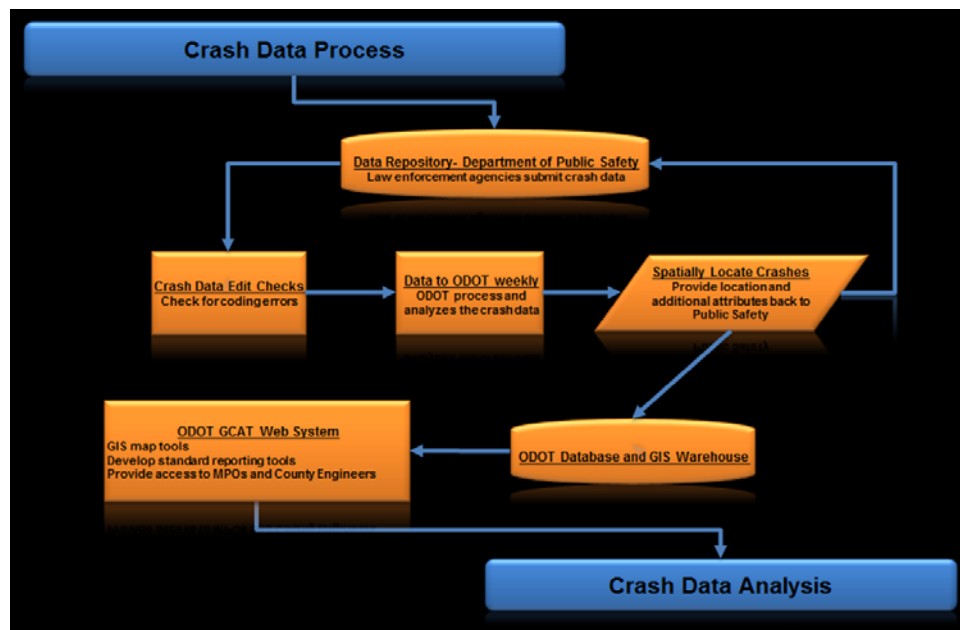 Crash Data Process
Data Repository- Department of Public Safety
Law enforcement agencies submit crash data
Crash Data Edit Checks
Check for coding errors
Data to ODOT weekly
ODOT process and
analyzes the crash data
Spatially Locate Crashes
Provide location and
additional attributes back to
Public Safety
ODOT GCAT Web System
GIS map tools
Develop standard reporting tools
Provide access to MPOs and County Engineers
ODOT Database and GIS Warehouse
Crash Data Analysis